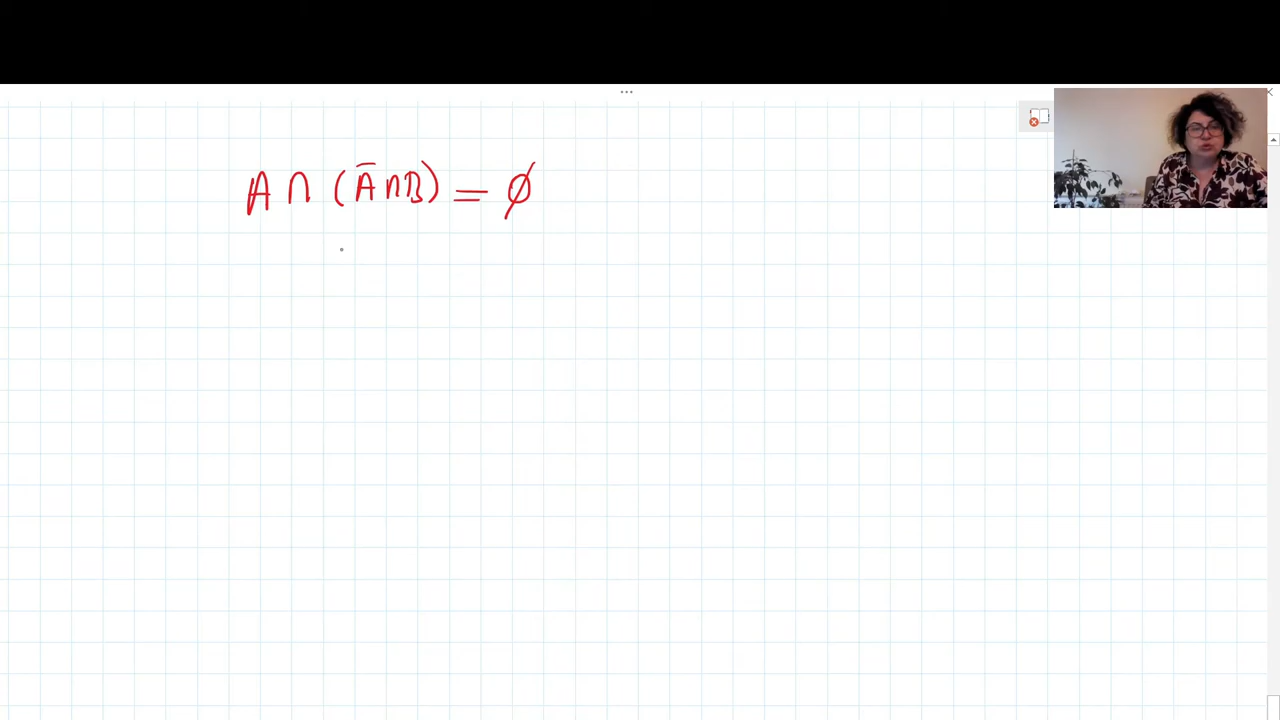 A ∩ (Ā ∩ B) = ∅